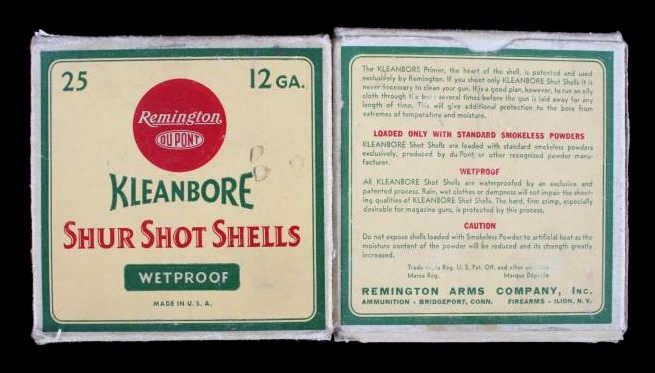 25
12 GA.
Remington
DU PONT
KLEANBORE
SHUR SHOT SHELLS
WETPROOF
MADE IN U. S. A.
The KLEANBORE Primer, the heart of the shell, is patented and used
exclusively by Remington. If you shoot only KLEANBORE Shot Shells it is
never necessary to clean your gun. It is a good plan, however, to run an oily
cloth through the bore several times before the gun is laid away for any
length of time. This will give additional protection to the bore from
extremes of temperature and moisture.
LOADED ONLY WITH STANDARD SMOKELESS POWDERS
KLEANBORE Shot Shells are loaded with standard smokeless powders
exclusively, produced by du Pont or other recognized powder manu-
facturer.
WETPROOF
All KLEANBORE Shot Shells are waterproofed by an exclusive and
patented process. Rain, wet clothes or dampness will not impair the shoot-
ing qualities of KLEANBORE Shot Shells. The hard, firm crimp, especially
desirable for magazine guns, is protected by this process.
CAUTION
Do not expose shells loaded with Smokeless Powder to artificial heat as the
moisture content of the powder will be reduced and its strength greatly
increased.
Reg. U. S. Pat. Off. and other
Marca Reg. Marque Déposée
REMINGTON ARMS COMPANY, INC.
AMMUNITION - BRIDGEPORT, CONN. FIREARMS - ILION, N. Y.